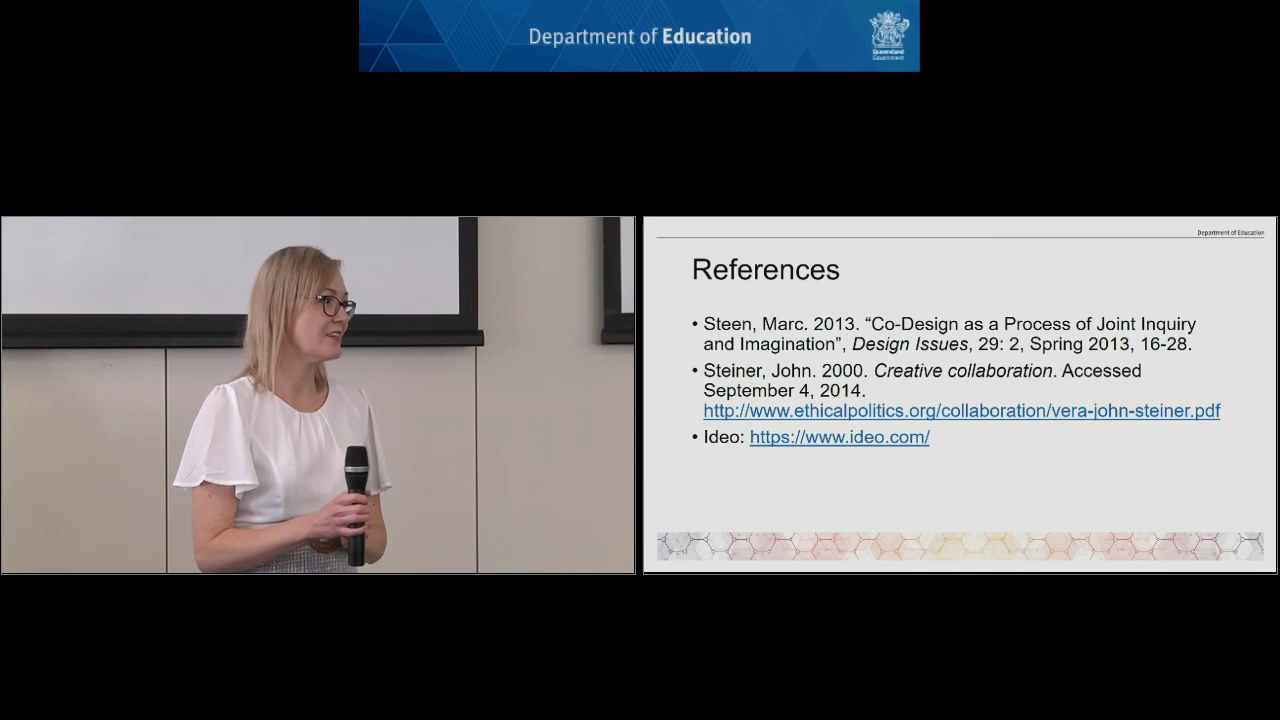 Department of Education
Queensland
Government
Department of Education
References
• Steen, Marc. 2013. “Co-Design as a Process of Joint Inquiry
and Imagination”, Design Issues, 29: 2, Spring 2013, 16-28.
• Steiner, John. 2000. Creative collaboration. Accessed
September 4, 2014.
http://www.ethicalpolitics.org/collaboration/vera-john-steiner.pdf
• Ideo: https://www.ideo.com/